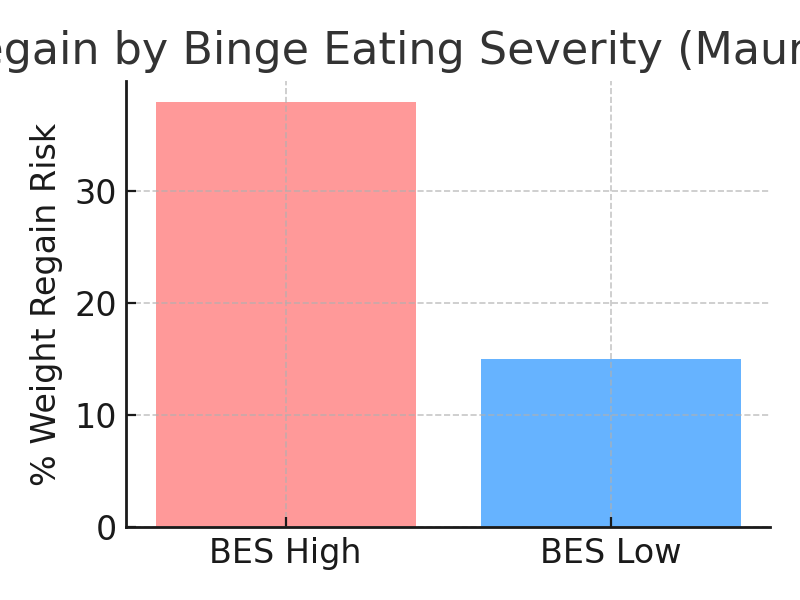 egain by Binge Eating Severity (Maur
% Weight Regain Risk
30
20
10
0
BES High
BES Low